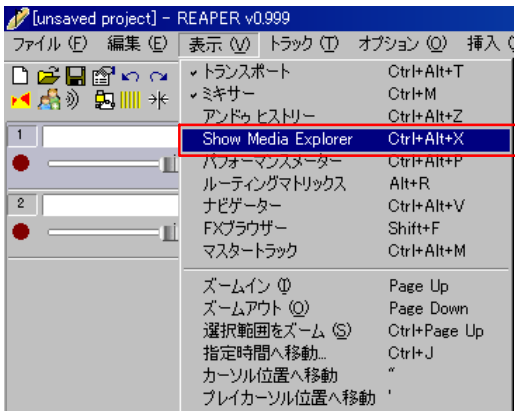 [unsaved project] - REAPER v0.999
ファイル (F) 編集 (E) 表示 (V) トラック (T) オプション (O) 挿入 (
トランスポート Ctrl+Alt+T
ミキサー Ctrl+M
アンドゥ ヒストリー Ctrl+Alt+Z
1 Show Media Explorer Ctrl+Alt+X
パフォーマンスメーター Ctrl+Alt+P
ルーティングマトリックス Alt+R
2 ナビゲーター Ctrl+Alt+V
FXブラウザー Shift+F
マスタートラック Ctrl+Alt+M
ズームイン (I) Page Up
ズームアウト (O) Page Down
選択範囲をズーム (S) Ctrl+Page Up
指定時間へ移動... Ctrl+J
カーソル位置へ移動 "
プレイカーソル位置へ移動 '